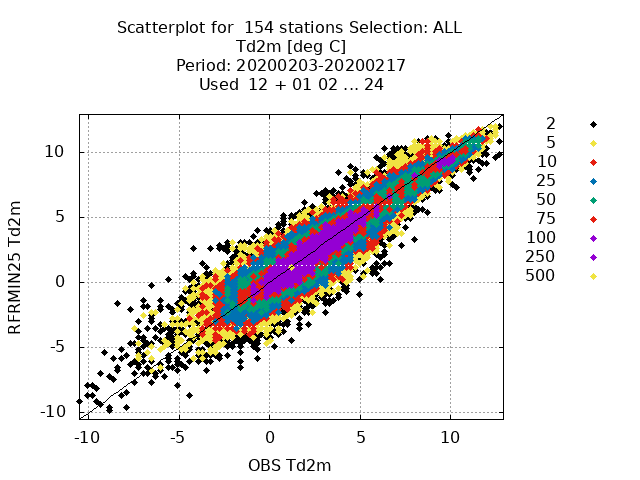 Scatterplot for  154 stations Selection: ALL
Td2m [deg C]
Period: 20200203-20200217
Used  12 + 01 02 ... 24
2
5
10
25
50
75
100
250
500
RFRMIN25 Td2m
10
5
0
-5
-10
-10 -5 0 5 10
OBS Td2m